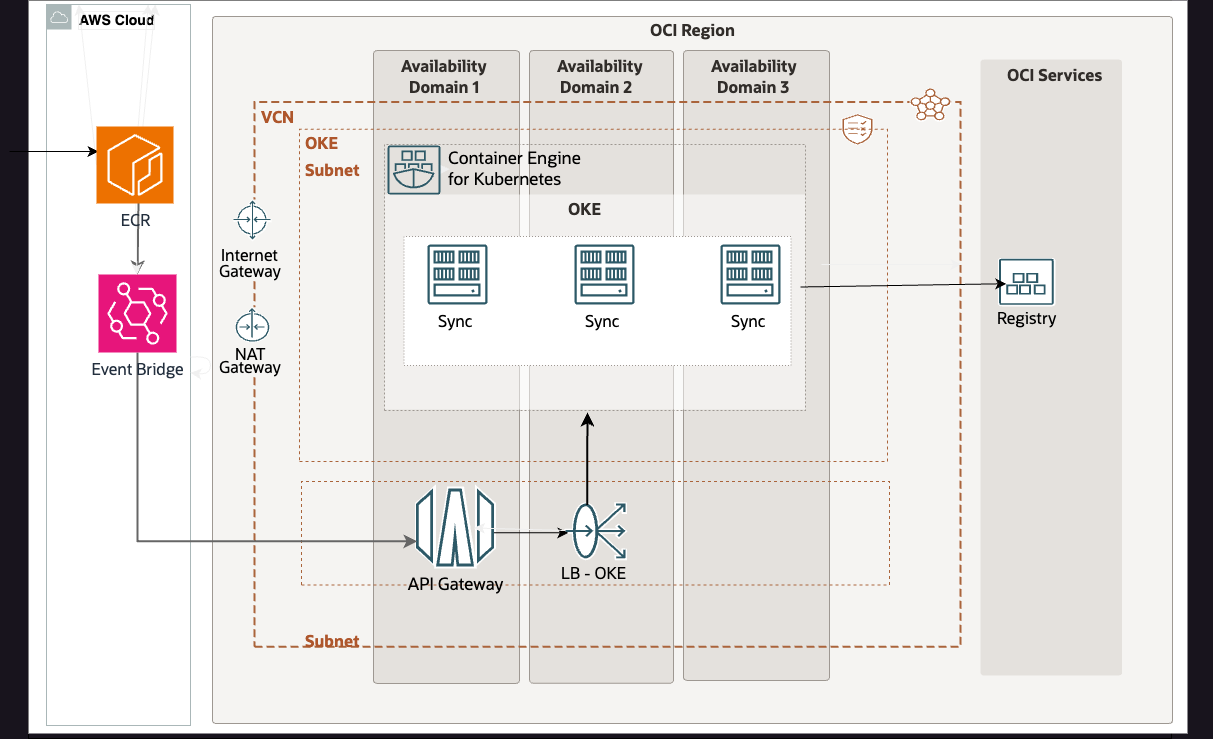 AWS Cloud
OCI Region
Availability
Domain 1
Availability
Domain 2
Availability
Domain 3
OCI Services
VCN
OKE
Subnet
Container Engine
for Kubernetes
OKE
ECR
Internet
Gateway
Sync
Sync
Sync
Registry
NAT
Gateway
Event Bridge
API Gateway
LB - OKE
Subnet